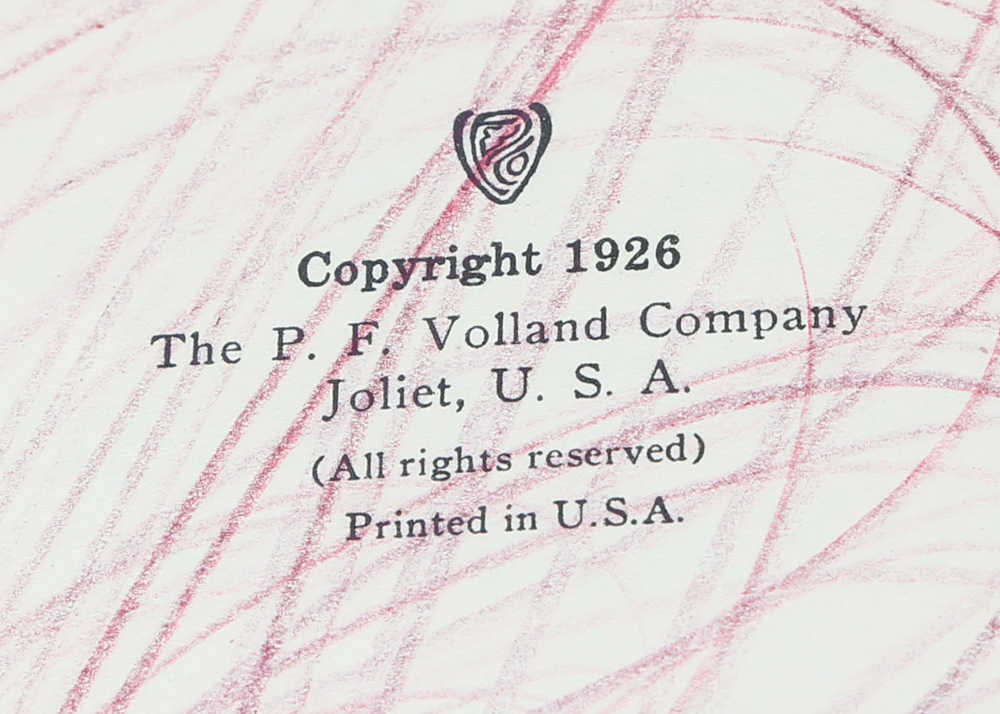 Copyright 1926
The P. F. Volland Company
Joliet, U. S. A.
(All rights reserved)
Printed in U.S.A.